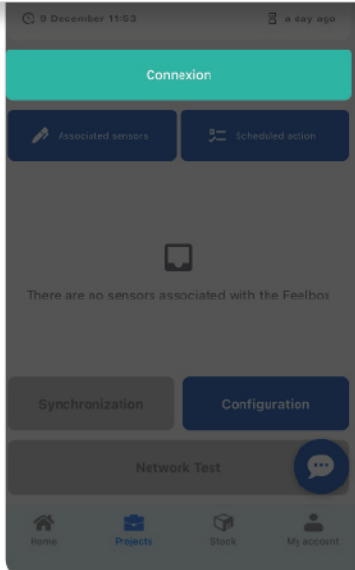 9 December 11:53
a day ago
Connexion
Associated sensors
Scheduled action
There are no sensors associated with the Feelbox
Synchronization
Configuration
Network Test
Home
Projects
Stock
My account